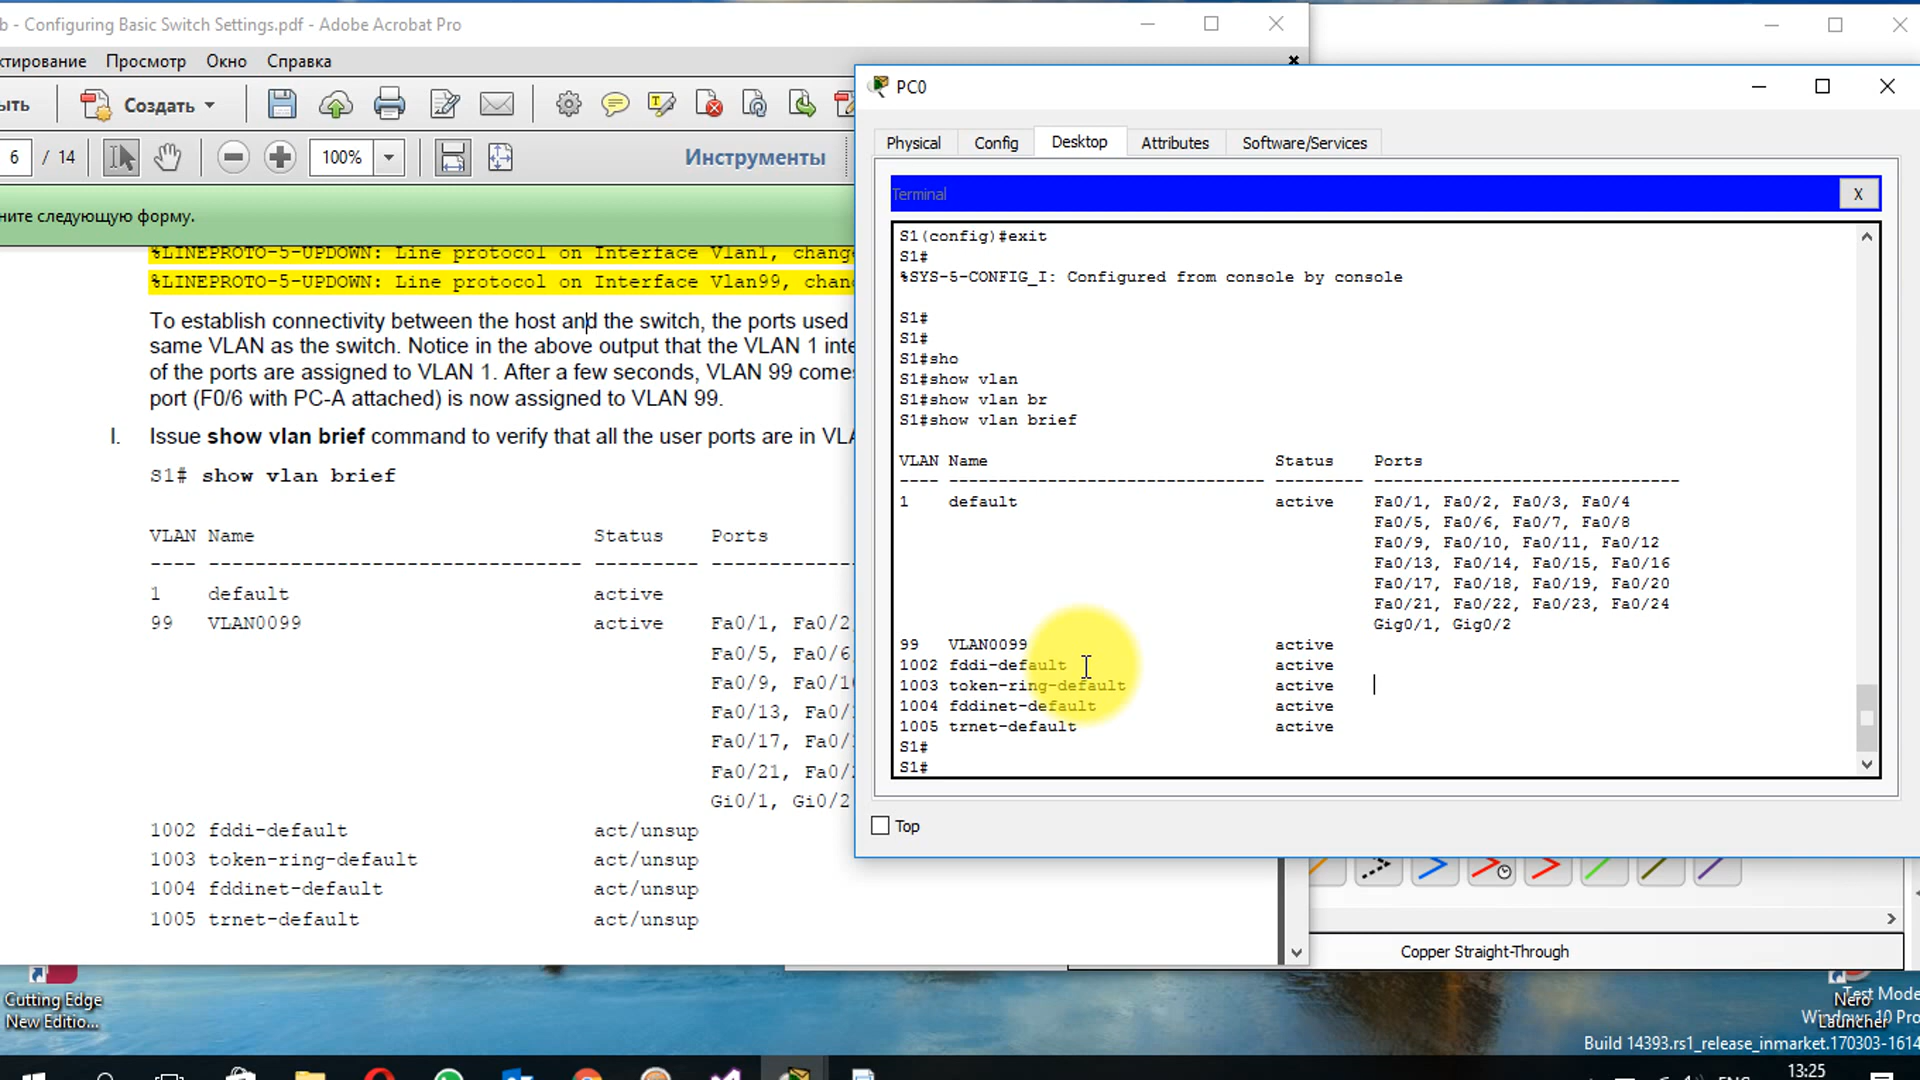 b - Configuring Basic Switch Settings.pdf - Adobe Acrobat Pro
ктирование Просмотр Окно Справка
ыть Создать
6 / 14 100% Инструменты
ните следующую форму.
%LINEPROTO-5-UPDOWN: Line protocol on Interface Vlan1, chang
%LINEPROTO-5-UPDOWN: Line protocol on Interface Vlan99, chan
To establish connectivity between the host and the switch, the ports used
same VLAN as the switch. Notice in the above output that the VLAN 1 inte
of the ports are assigned to VLAN 1. After a few seconds, VLAN 99 come
port (F0/6 with PC-A attached) is now assigned to VLAN 99.
l. Issue show vlan brief command to verify that all the user ports are in VLA
S1# show vlan brief
VLAN Name Status Ports
---- -------------------------------- --------- ---------
1 default active
99 VLAN0099 active Fa0/1, Fa0/2
Fa0/5, Fa0/6
Fa0/9, Fa0/10
Fa0/13, Fa0/
Fa0/17, Fa0/
Fa0/21, Fa0/
Gi0/1, Gi0/2
1002 fddi-default act/unsup
1003 token-ring-default act/unsup
1004 fddinet-default act/unsup
1005 trnet-default act/unsup
PC0
Physical Config Desktop Attributes Software/Services
Terminal X
S1(config)#exit
S1#
%SYS-5-CONFIG_I: Configured from console by console
S1#
S1#
S1#sho
S1#show vlan
S1#show vlan br
S1#show vlan brief
VLAN Name Status Ports
---- -------------------------------- --------- -------------------------------
1 default active Fa0/1, Fa0/2, Fa0/3, Fa0/4
Fa0/5, Fa0/6, Fa0/7, Fa0/8
Fa0/9, Fa0/10, Fa0/11, Fa0/12
Fa0/13, Fa0/14, Fa0/15, Fa0/16
Fa0/17, Fa0/18, Fa0/19, Fa0/20
Fa0/21, Fa0/22, Fa0/23, Fa0/24
Gig0/1, Gig0/2
99 VLAN0099 active
1002 fddi-default active
1003 token-ring-default active
1004 fddinet-default active
1005 trnet-default active
S1#
S1#
Top
Copper Straight-Through
Cutting Edge
New Editio...
Nero
Launcher
Test Mode
Windows 10 Pro
Build 14393.rs1_release_inmarket.170303-1614
13:25